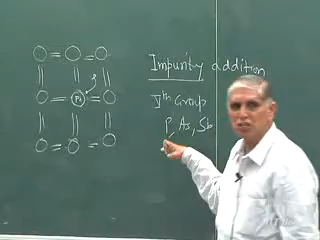 Impurity addition
Vth Group
P, As, Sb